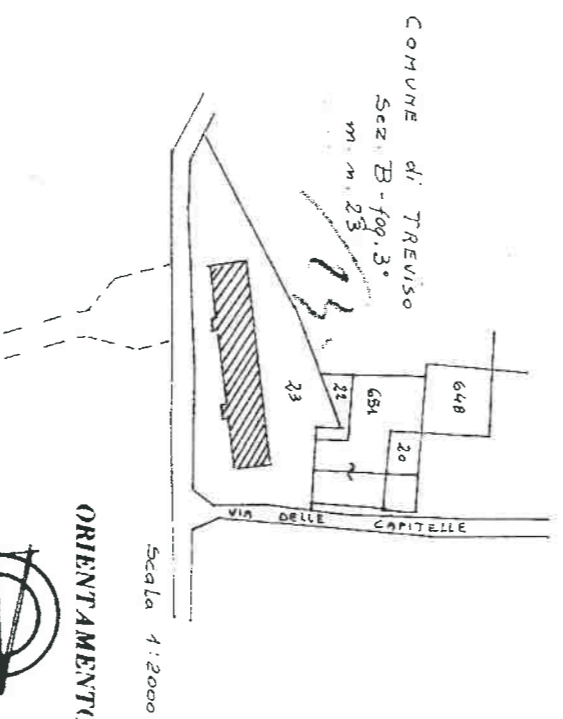 COMUNE di TREVISO
Sez. B - fog. 3°
m. n. 23
648
651
22
20
23
VIA DELLE CAPITELLE
Scala 1:2000
ORIENTAMENTO